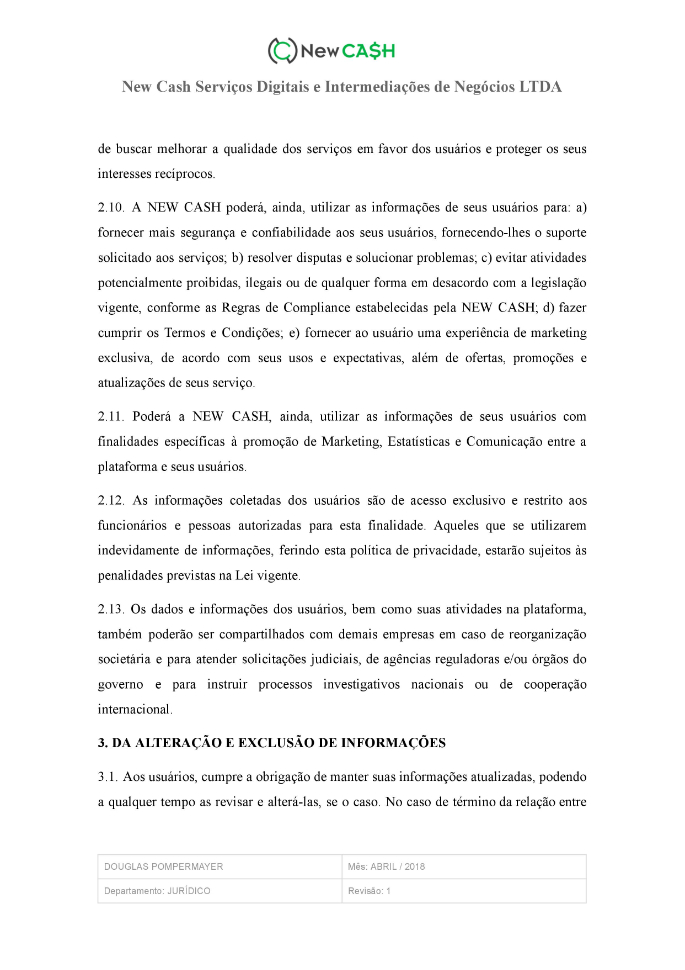 New CA$H
New Cash Serviços Digitais e Intermediações de Negócios LTDA
de buscar melhorar a qualidade dos serviços em favor dos usuários e proteger os seus
interesses recíprocos.
2.10. A NEW CASH poderá, ainda, utilizar as informações de seus usuários para: a)
fornecer mais segurança e confiabilidade aos seus usuários, fornecendo-lhes o suporte
solicitado aos serviços; b) resolver disputas e solucionar problemas; c) evitar atividades
potencialmente proibidas, ilegais ou de qualquer forma em desacordo com a legislação
vigente, conforme as Regras de Compliance estabelecidas pela NEW CASH; d) fazer
cumprir os Termos e Condições; e) fornecer ao usuário uma experiência de marketing
exclusiva, de acordo com seus usos e expectativas, além de ofertas, promoções e
atualizações de seus serviço.
2.11. Poderá a NEW CASH, ainda, utilizar as informações de seus usuários com
finalidades específicas à promoção de Marketing, Estatísticas e Comunicação entre a
plataforma e seus usuários.
2.12. As informações coletadas dos usuários são de acesso exclusivo e restrito aos
funcionários e pessoas autorizadas para esta finalidade. Aqueles que se utilizarem
indevidamente de informações, ferindo esta política de privacidade, estarão sujeitos às
penalidades previstas na Lei vigente.
2.13. Os dados e informações dos usuários, bem como suas atividades na plataforma,
também poderão ser compartilhados com demais empresas em caso de reorganização
societária e para atender solicitações judiciais, de agências reguladoras e/ou órgãos do
governo e para instruir processos investigativos nacionais ou de cooperação
internacional.
3. DA ALTERAÇÃO E EXCLUSÃO DE INFORMAÇÕES
3.1. Aos usuários, cumpre a obrigação de manter suas informações atualizadas, podendo
a qualquer tempo as revisar e alterá-las, se o caso. No caso de término da relação entre
DOUGLAS POMPERMAYER
Mês: ABRIL / 2018
Departamento: JURÍDICO
Revisão: 1